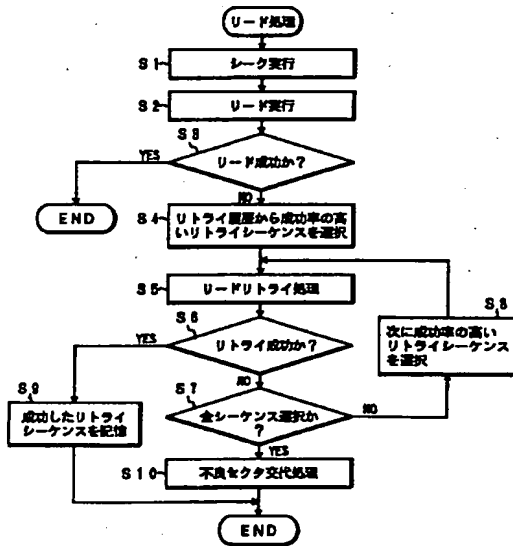 リード処理
S1
シーク実行
S2
リード実行
S3
リード成功か?
YES
NO
END
S4
リトライ履歴から成功率の高
いリトライシーケンスを選択
S5
リードリトライ処理
S6
リトライ成功か?
YES
NO
S7
全シーケンス選択か
?
NO
YES
S8
次に成功率の高い
リトライシーケンス
を選択
S9
成功したリトライ
シーケンスを記憶
S10
不良セクタ交代処理
END